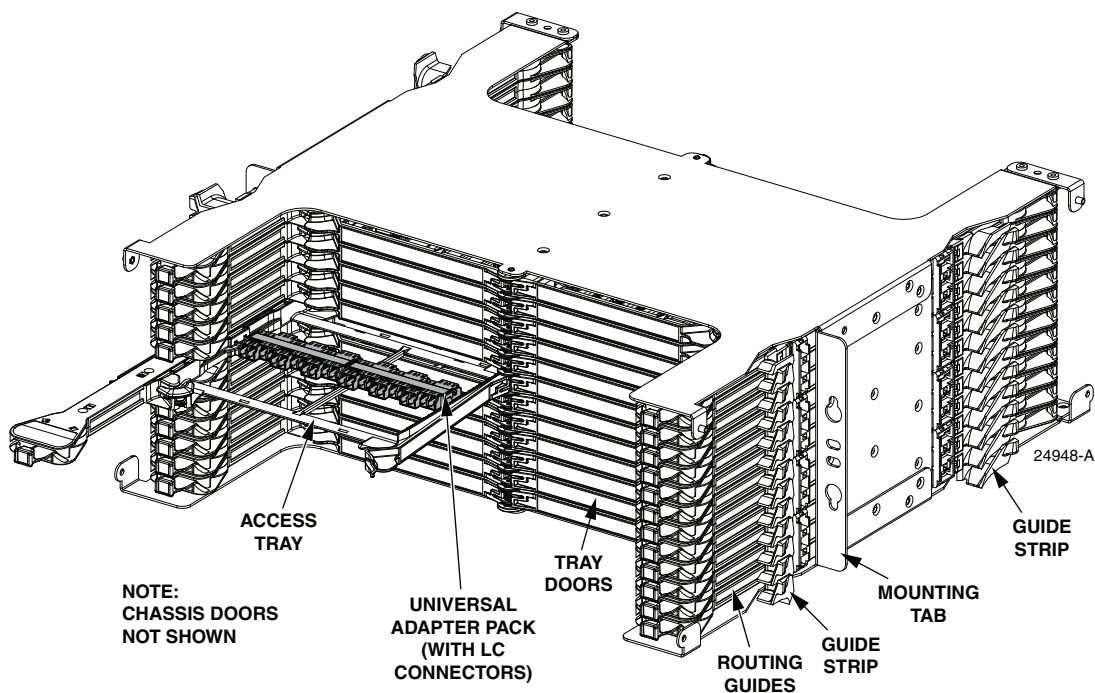 24948-A
GUIDE
STRIP
ACCESS
TRAY
TRAY
DOORS
MOUNTING
TAB
NOTE:
CHASSIS DOORS
NOT SHOWN
UNIVERSAL
ADAPTER PACK
(WITH LC
CONNECTORS)
GUIDE
STRIP
ROUTING
GUIDES